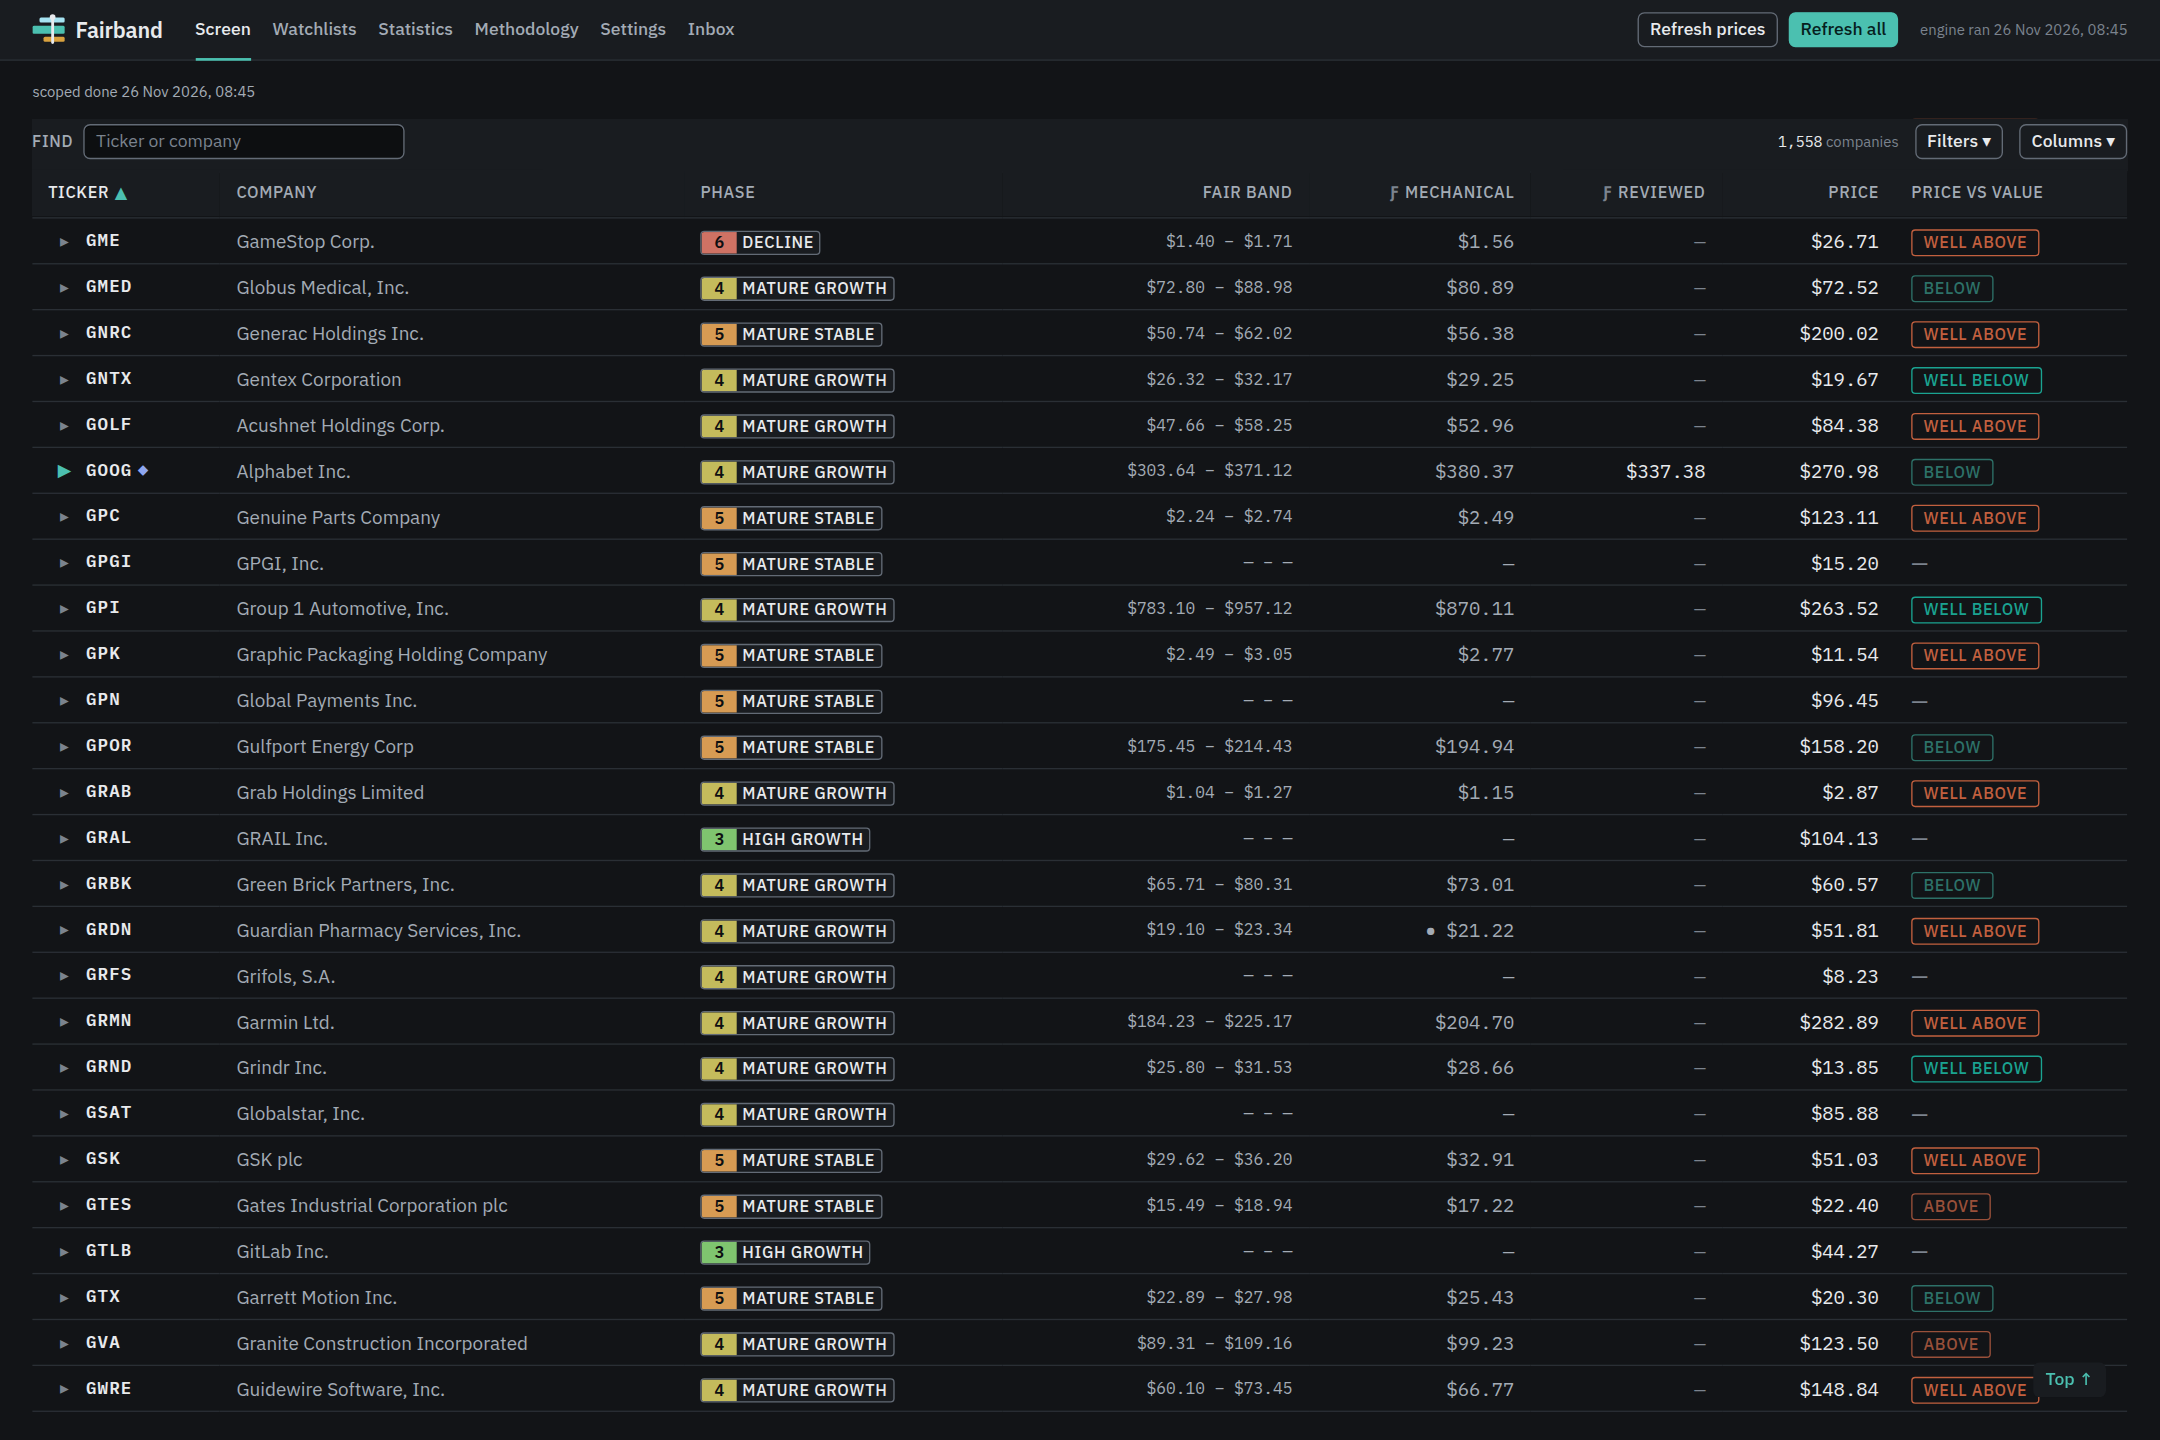 Fairband Screen Watchlists Statistics Methodology Settings Inbox Refresh prices Refresh all engine ran 26 Nov 2026, 08:45
scoped done 26 Nov 2026, 08:45
FIND Ticker or company 1,558 companies Filters ▾ Columns ▾
TICKER ▲ COMPANY PHASE FAIR BAND Ƒ MECHANICAL Ƒ REVIEWED PRICE PRICE VS VALUE
▶ GME GameStop Corp. 6 DECLINE $1.40 – $1.71 $1.56 — $26.71 WELL ABOVE
▶ GMED Globus Medical, Inc. 4 MATURE GROWTH $72.80 – $88.98 $80.89 — $72.52 BELOW
▶ GNRC Generac Holdings Inc. 5 MATURE STABLE $50.74 – $62.02 $56.38 — $200.02 WELL ABOVE
▶ GNTX Gentex Corporation 4 MATURE GROWTH $26.32 – $32.17 $29.25 — $19.67 WELL BELOW
▶ GOLF Acushnet Holdings Corp. 4 MATURE GROWTH $47.66 – $58.25 $52.96 — $84.38 WELL ABOVE
▶ GOOG ◆ Alphabet Inc. 4 MATURE GROWTH $303.64 – $371.12 $380.37 $337.38 $270.98 BELOW
▶ GPC Genuine Parts Company 5 MATURE STABLE $2.24 – $2.74 $2.49 — $123.11 WELL ABOVE
▶ GPGI GPGI, Inc. 5 MATURE STABLE — – — — — $15.20 —
▶ GPI Group 1 Automotive, Inc. 4 MATURE GROWTH $783.10 – $957.12 $870.11 — $263.52 WELL BELOW
▶ GPK Graphic Packaging Holding Company 5 MATURE STABLE $2.49 – $3.05 $2.77 — $11.54 WELL ABOVE
▶ GPN Global Payments Inc. 5 MATURE STABLE — – — — — $96.45 —
▶ GPOR Gulfport Energy Corp 5 MATURE STABLE $175.45 – $214.43 $194.94 — $158.20 BELOW
▶ GRAB Grab Holdings Limited 4 MATURE GROWTH $1.04 – $1.27 $1.15 — $2.87 WELL ABOVE
▶ GRAL GRAIL Inc. 3 HIGH GROWTH — – — — — $104.13 —
▶ GRBK Green Brick Partners, Inc. 4 MATURE GROWTH $65.71 – $80.31 $73.01 — $60.57 BELOW
▶ GRDN Guardian Pharmacy Services, Inc. 4 MATURE GROWTH $19.10 – $23.34 ● $21.22 — $51.81 WELL ABOVE
▶ GRFS Grifols, S.A. 4 MATURE GROWTH — – — — — $8.23 —
▶ GRMN Garmin Ltd. 4 MATURE GROWTH $184.23 – $225.17 $204.70 — $282.89 WELL ABOVE
▶ GRND Grindr Inc. 4 MATURE GROWTH $25.80 – $31.53 $28.66 — $13.85 WELL BELOW
▶ GSAT Globalstar, Inc. 4 MATURE GROWTH — – — — — $85.88 —
▶ GSK GSK plc 5 MATURE STABLE $29.62 – $36.20 $32.91 — $51.03 WELL ABOVE
▶ GTES Gates Industrial Corporation plc 5 MATURE STABLE $15.49 – $18.94 $17.22 — $22.40 ABOVE
▶ GTLB GitLab Inc. 3 HIGH GROWTH — – — — — $44.27 —
▶ GTX Garrett Motion Inc. 5 MATURE STABLE $22.89 – $27.98 $25.43 — $20.30 BELOW
▶ GVA Granite Construction Incorporated 4 MATURE GROWTH $89.31 – $109.16 $99.23 — $123.50 ABOVE
▶ GWRE Guidewire Software, Inc. 4 MATURE GROWTH $60.10 – $73.45 $66.77 — $148.84 WELL ABOVE
Top ↑